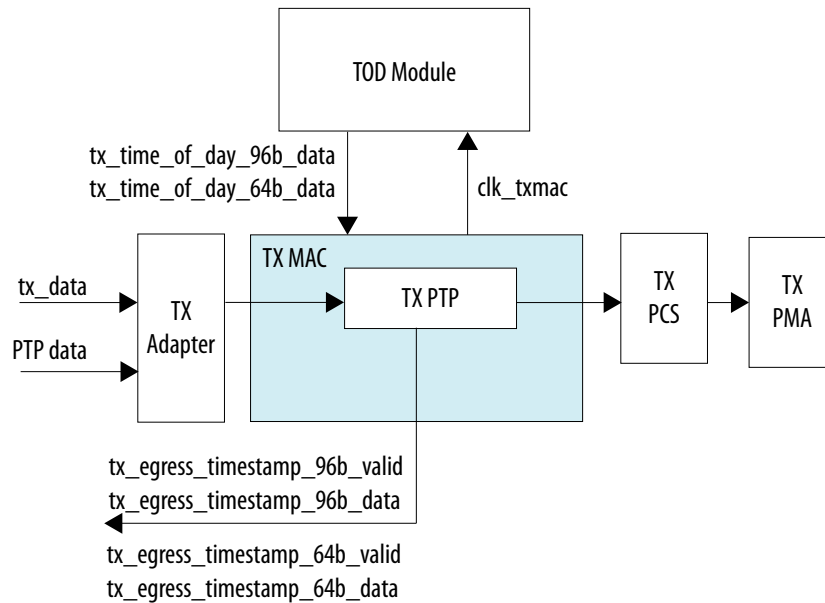 TOD Module
tx_time_of_day_96b_data
tx_time_of_day_64b_data
clk_txmac
TX MAC
tx_data
PTP data
TX
Adapter
TX PTP
TX
PCS
TX
PMA
tx_egress_timestamp_96b_valid
tx_egress_timestamp_96b_data
tx_egress_timestamp_64b_valid
tx_egress_timestamp_64b_data